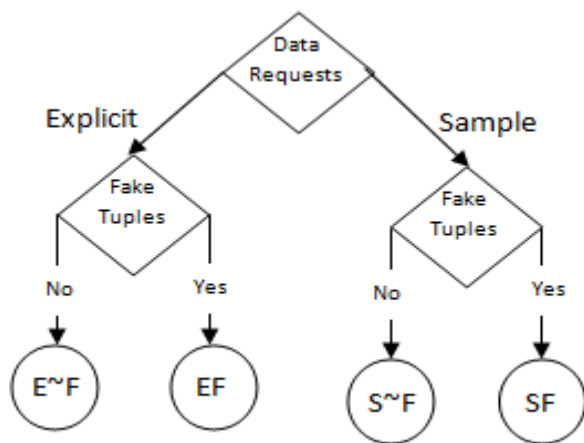 Data
Requests
Explicit
Sample
Fake
Tuples
Fake
Tuples
No
Yes
No
Yes
E~F
EF
S~F
SF